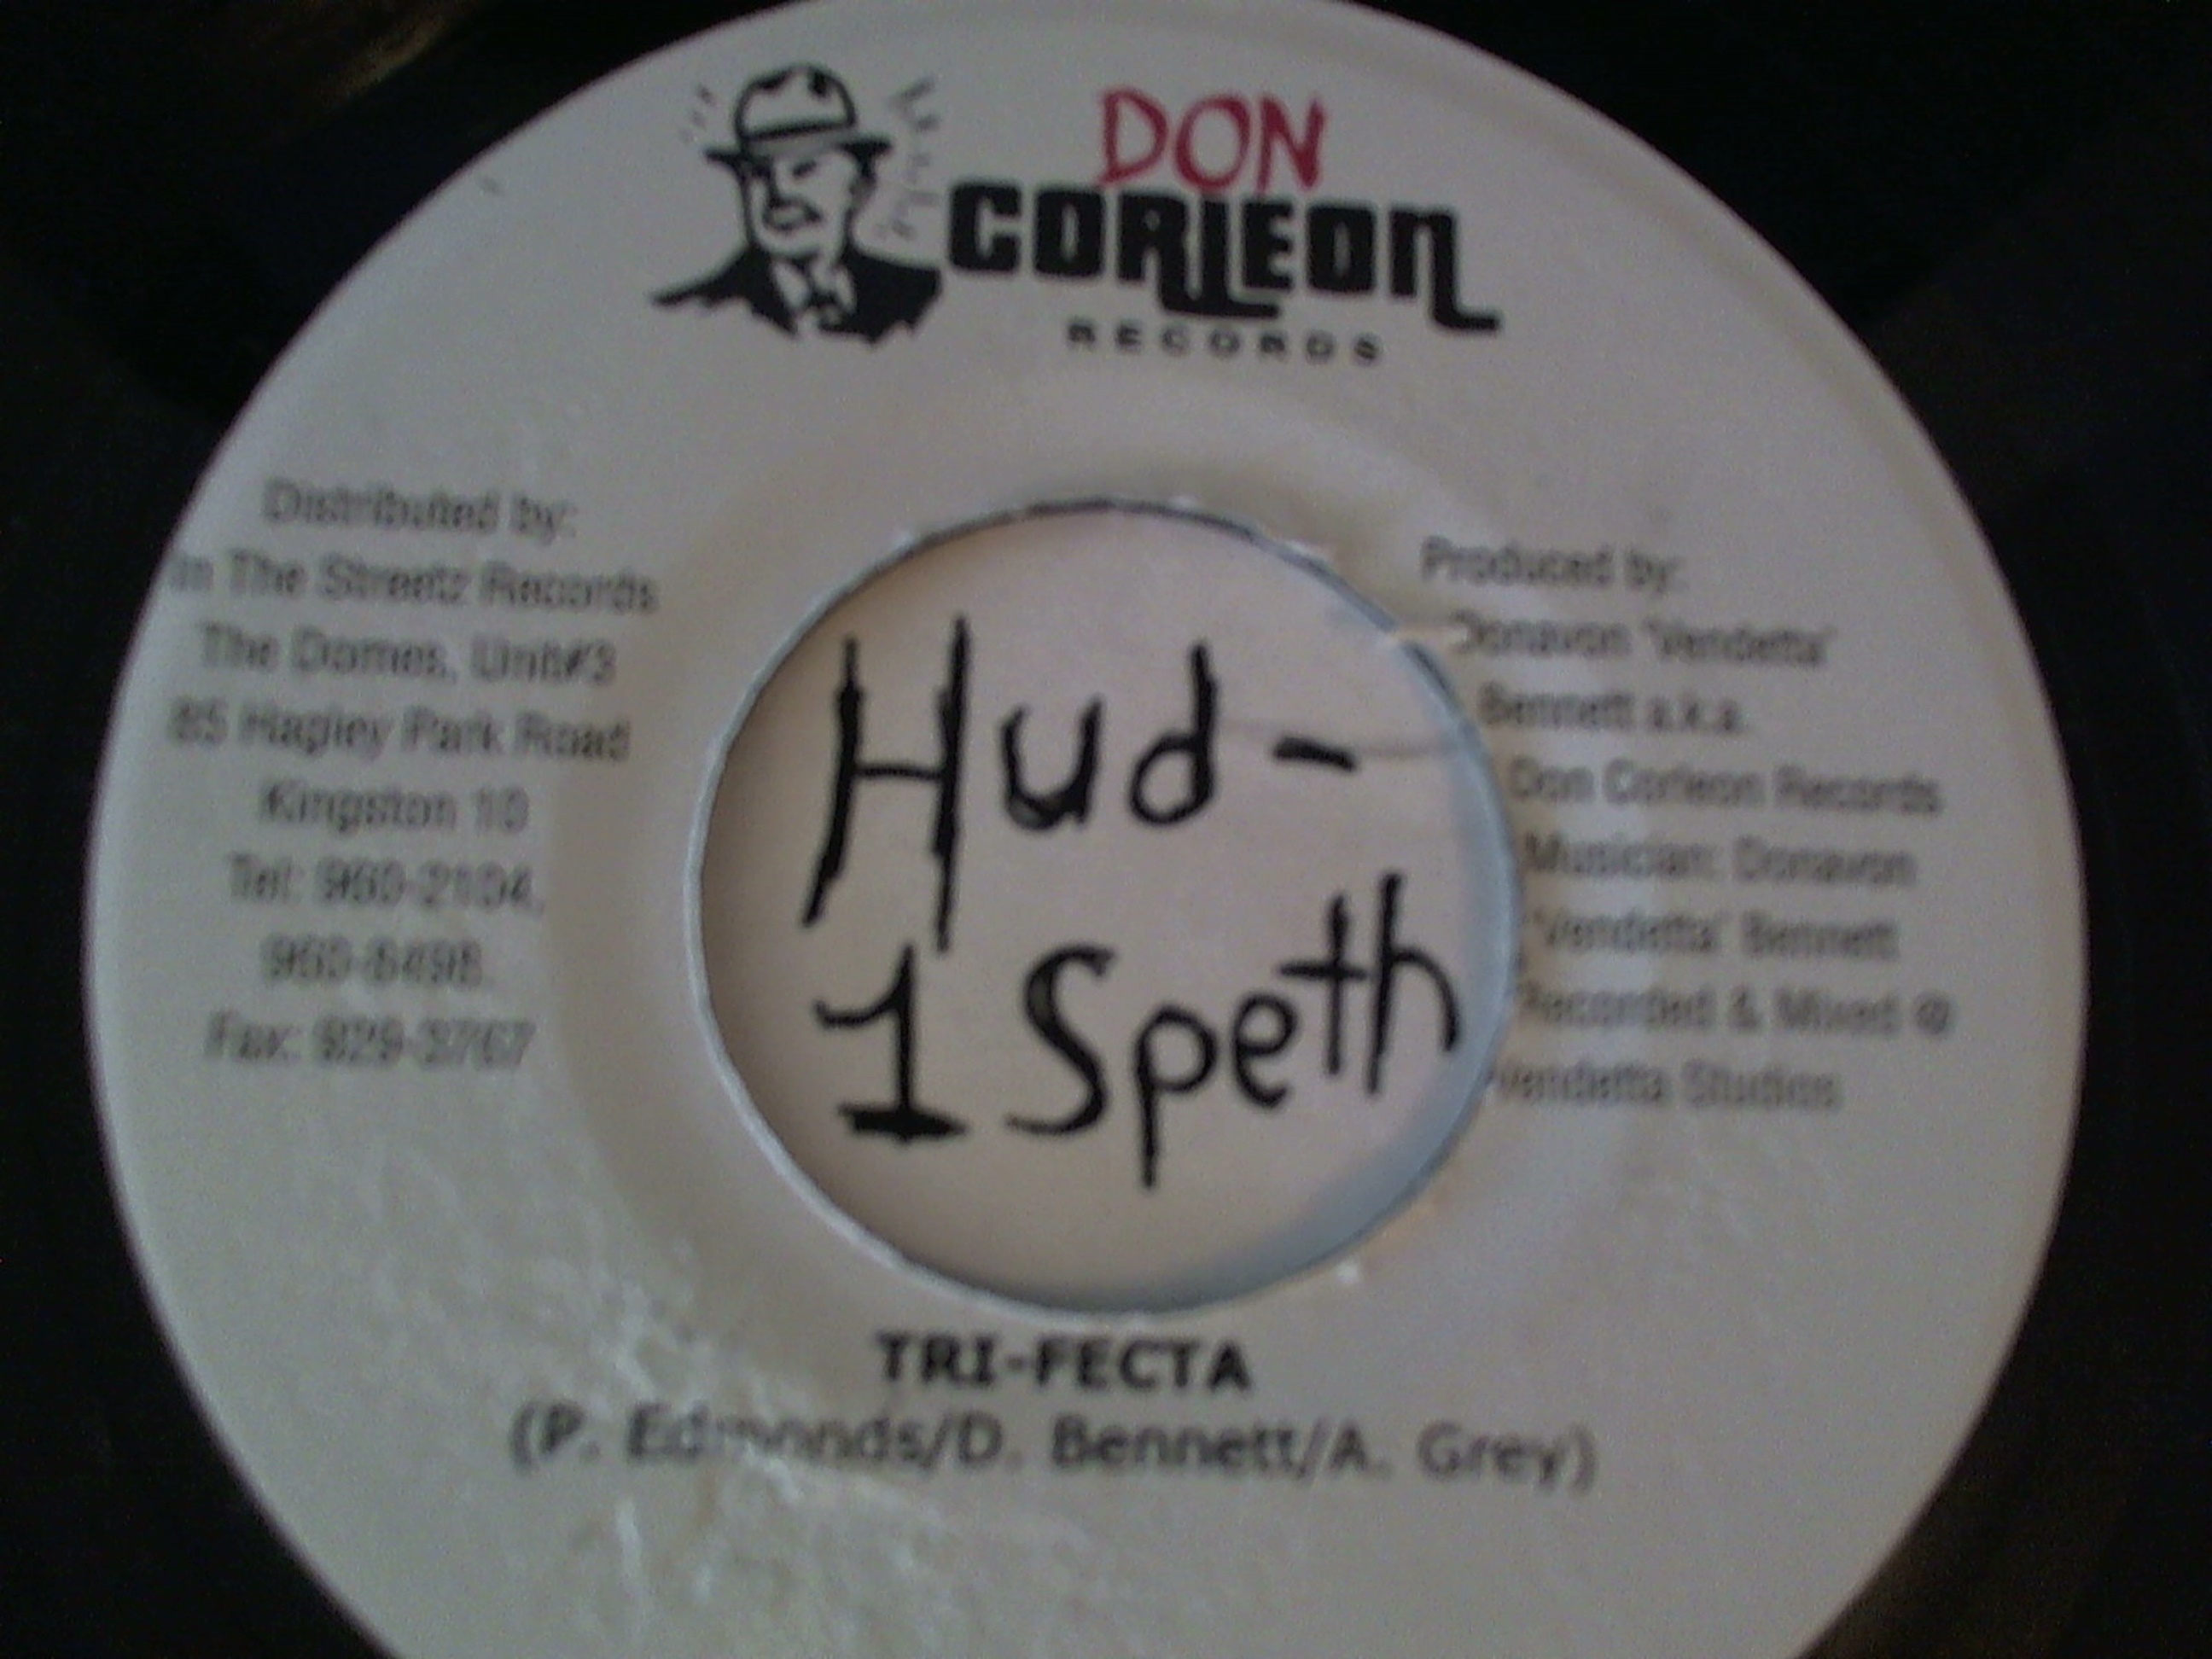 DON
CORLEON
RECORDS
Distributed by:
In The Streetz Records
The Domes, Unit#3
85 Hagley Park Road
Kingston 10
Tel: 960-2104,
960-8498.
Fax: 929-3767
Hud-
1 Speth
Produced by:
Donavon "Vendetta"
Bennett a.k.a.
Don Corleon Records
Musician: Donavon
"Vendetta" Bennett
Recorded & Mixed @
Vendetta Studios
TRI-FECTA
(P. Edmonds/D. Bennett/A. Grey)